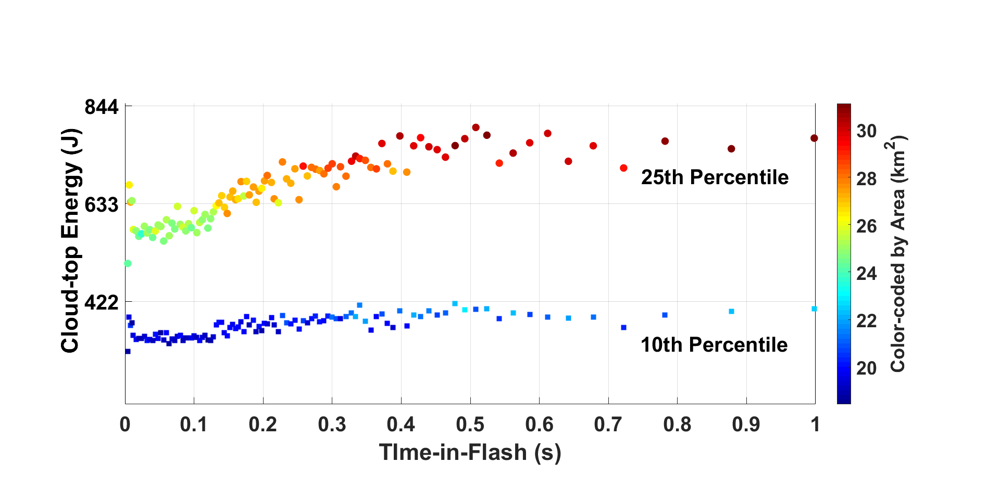 844
633
422
Cloud-top Energy (J)
25th Percentile
10th Percentile
0 0.1 0.2 0.3 0.4 0.5 0.6 0.7 0.8 0.9 1
TIme-in-Flash (s)
30
28
26
24
22
20
Color-coded by Area (km²)